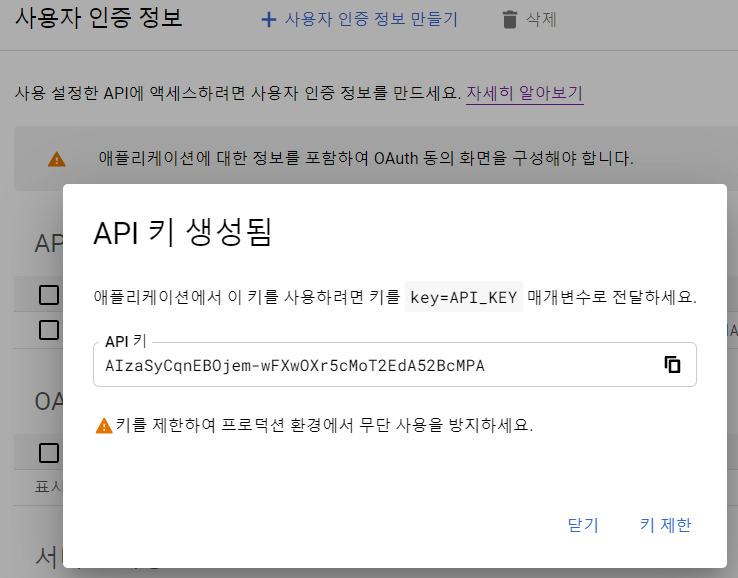 사용자 인증 정보
사용자 인증 정보 만들기
삭제
사용 설정한 API에 액세스하려면 사용자 인증 정보를 만드세요. 자세히 알아보기
애플리케이션에 대한 정보를 포함하여 OAuth 동의 화면을 구성해야 합니다.
API 키 생성됨
애플리케이션에서 이 키를 사용하려면 키를 key=API_KEY 매개변수로 전달하세요.
API 키
AIzaSyCqnEBOjem-wFXwOXr5cMoT2EdA52BcMPA
키를 제한하여 프로덕션 환경에서 무단 사용을 방지하세요.
닫기
키 제한